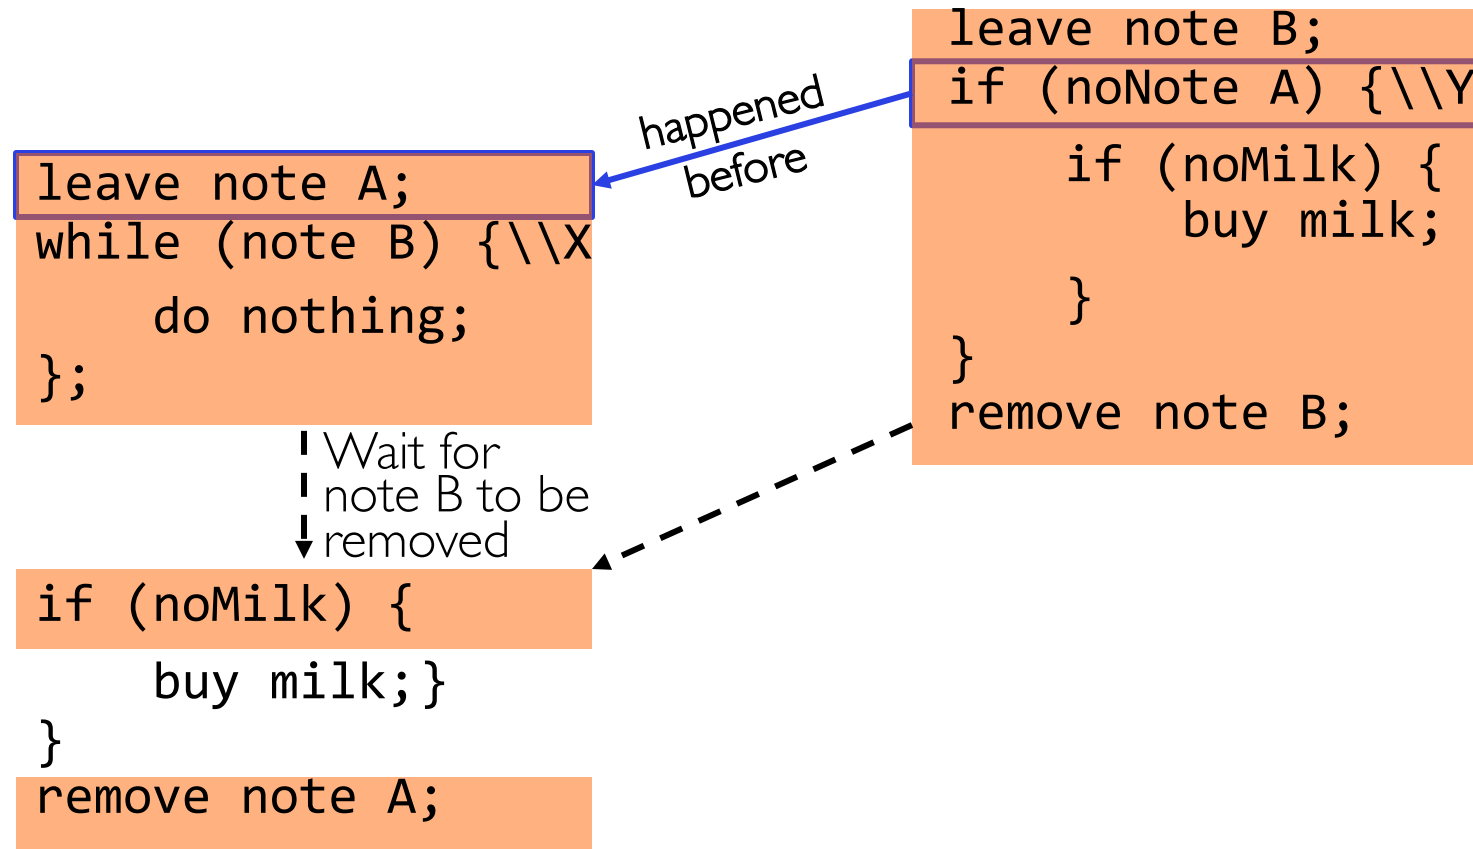 leave note A;
while (note B) {\\X
do nothing;
};
Wait for
note B to be
removed
if (noMilk) {
buy milk;}
}
remove note A;
happened
before
leave note B;
if (noNote A) {\\Y
if (noMilk) {
buy milk;
}
}
remove note B;